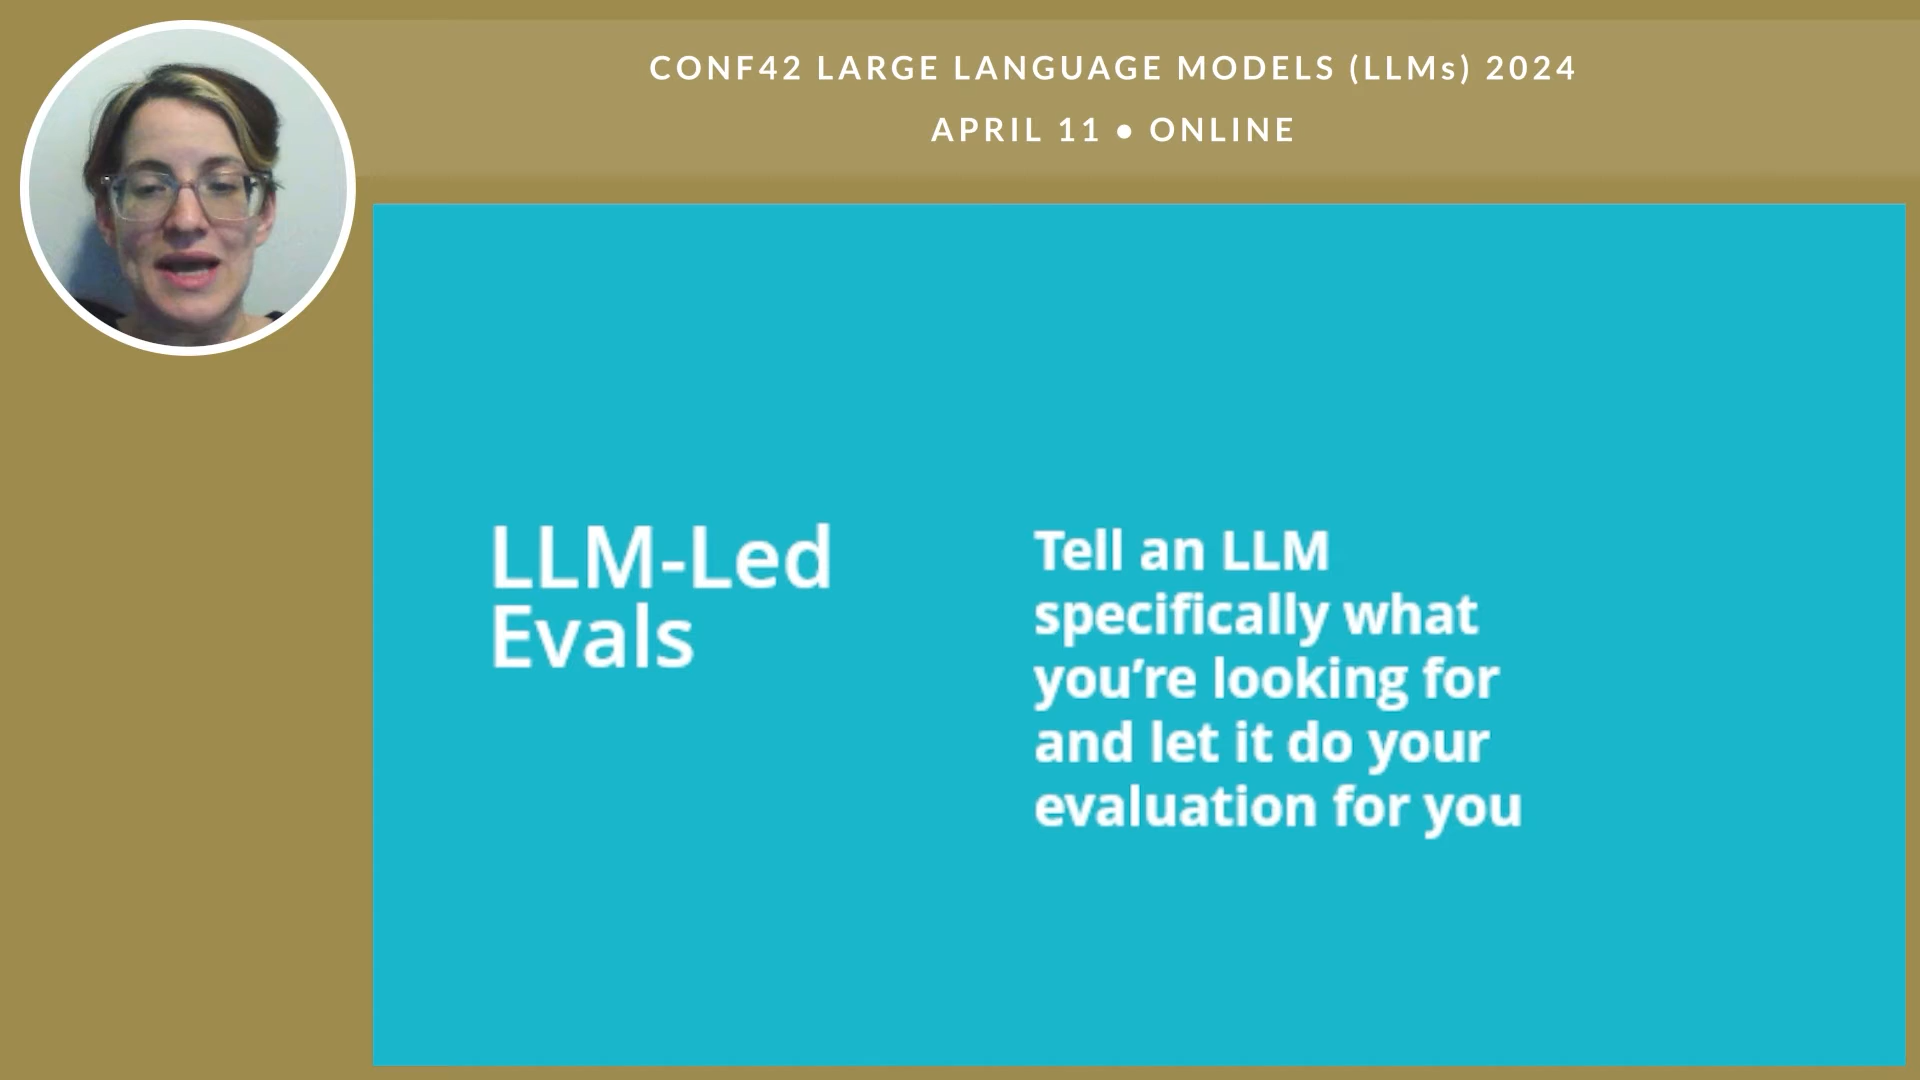 CONF42 LARGE LANGUAGE MODELS (LLMs) 2024
APRIL 11 ● ONLINE
LLM-Led
Evals
Tell an LLM
specifically what
you’re looking for
and let it do your
evaluation for you